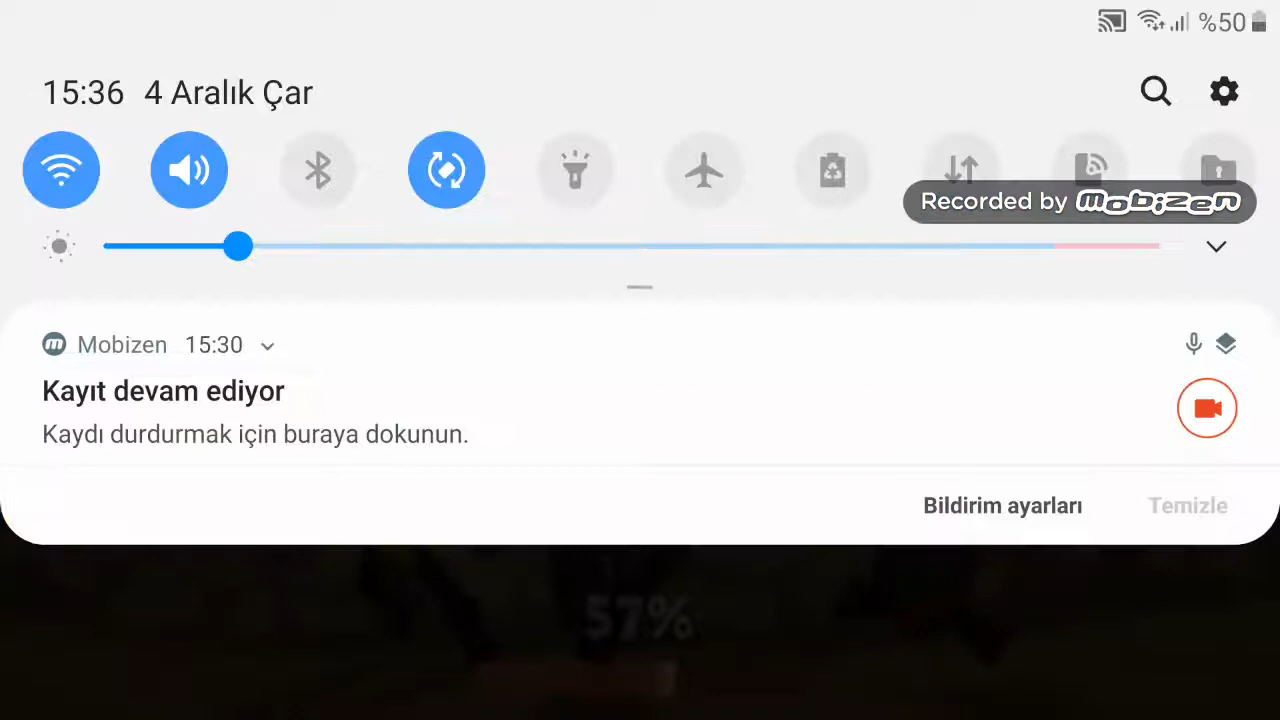 %50
15:36 4 Aralık Çar
Recorded by mobizen
Mobizen 15:30
Kayıt devam ediyor
Kaydı durdurmak için buraya dokunun.
Bildirim ayarları Temizle
57%